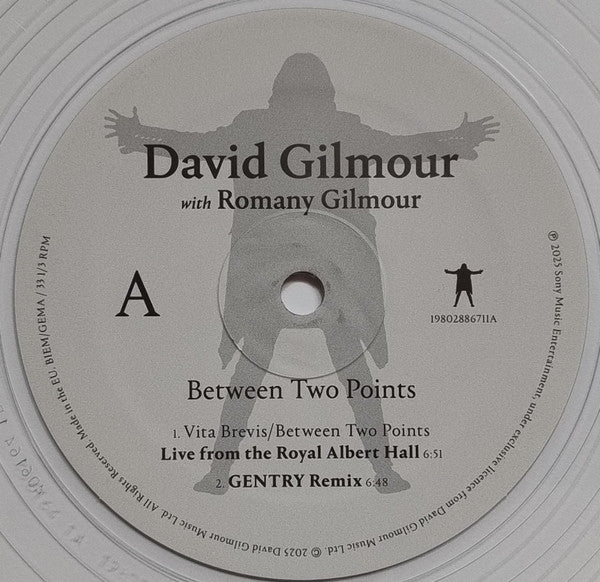 David Gilmour
with Romany Gilmour
A
19802886711A
Between Two Points
1. Vita Brevis/Between Two Points
Live from the Royal Albert Hall 6:51
2. GENTRY Remix 6:48
℗ 2025 Sony Music Entertainment, under exclusive licence from David Gilmour Music Ltd. © 2025 David Gilmour Music Ltd. All Rights Reserved. Made in the EU. BIEM/GEMA / 33 1/3 RPM